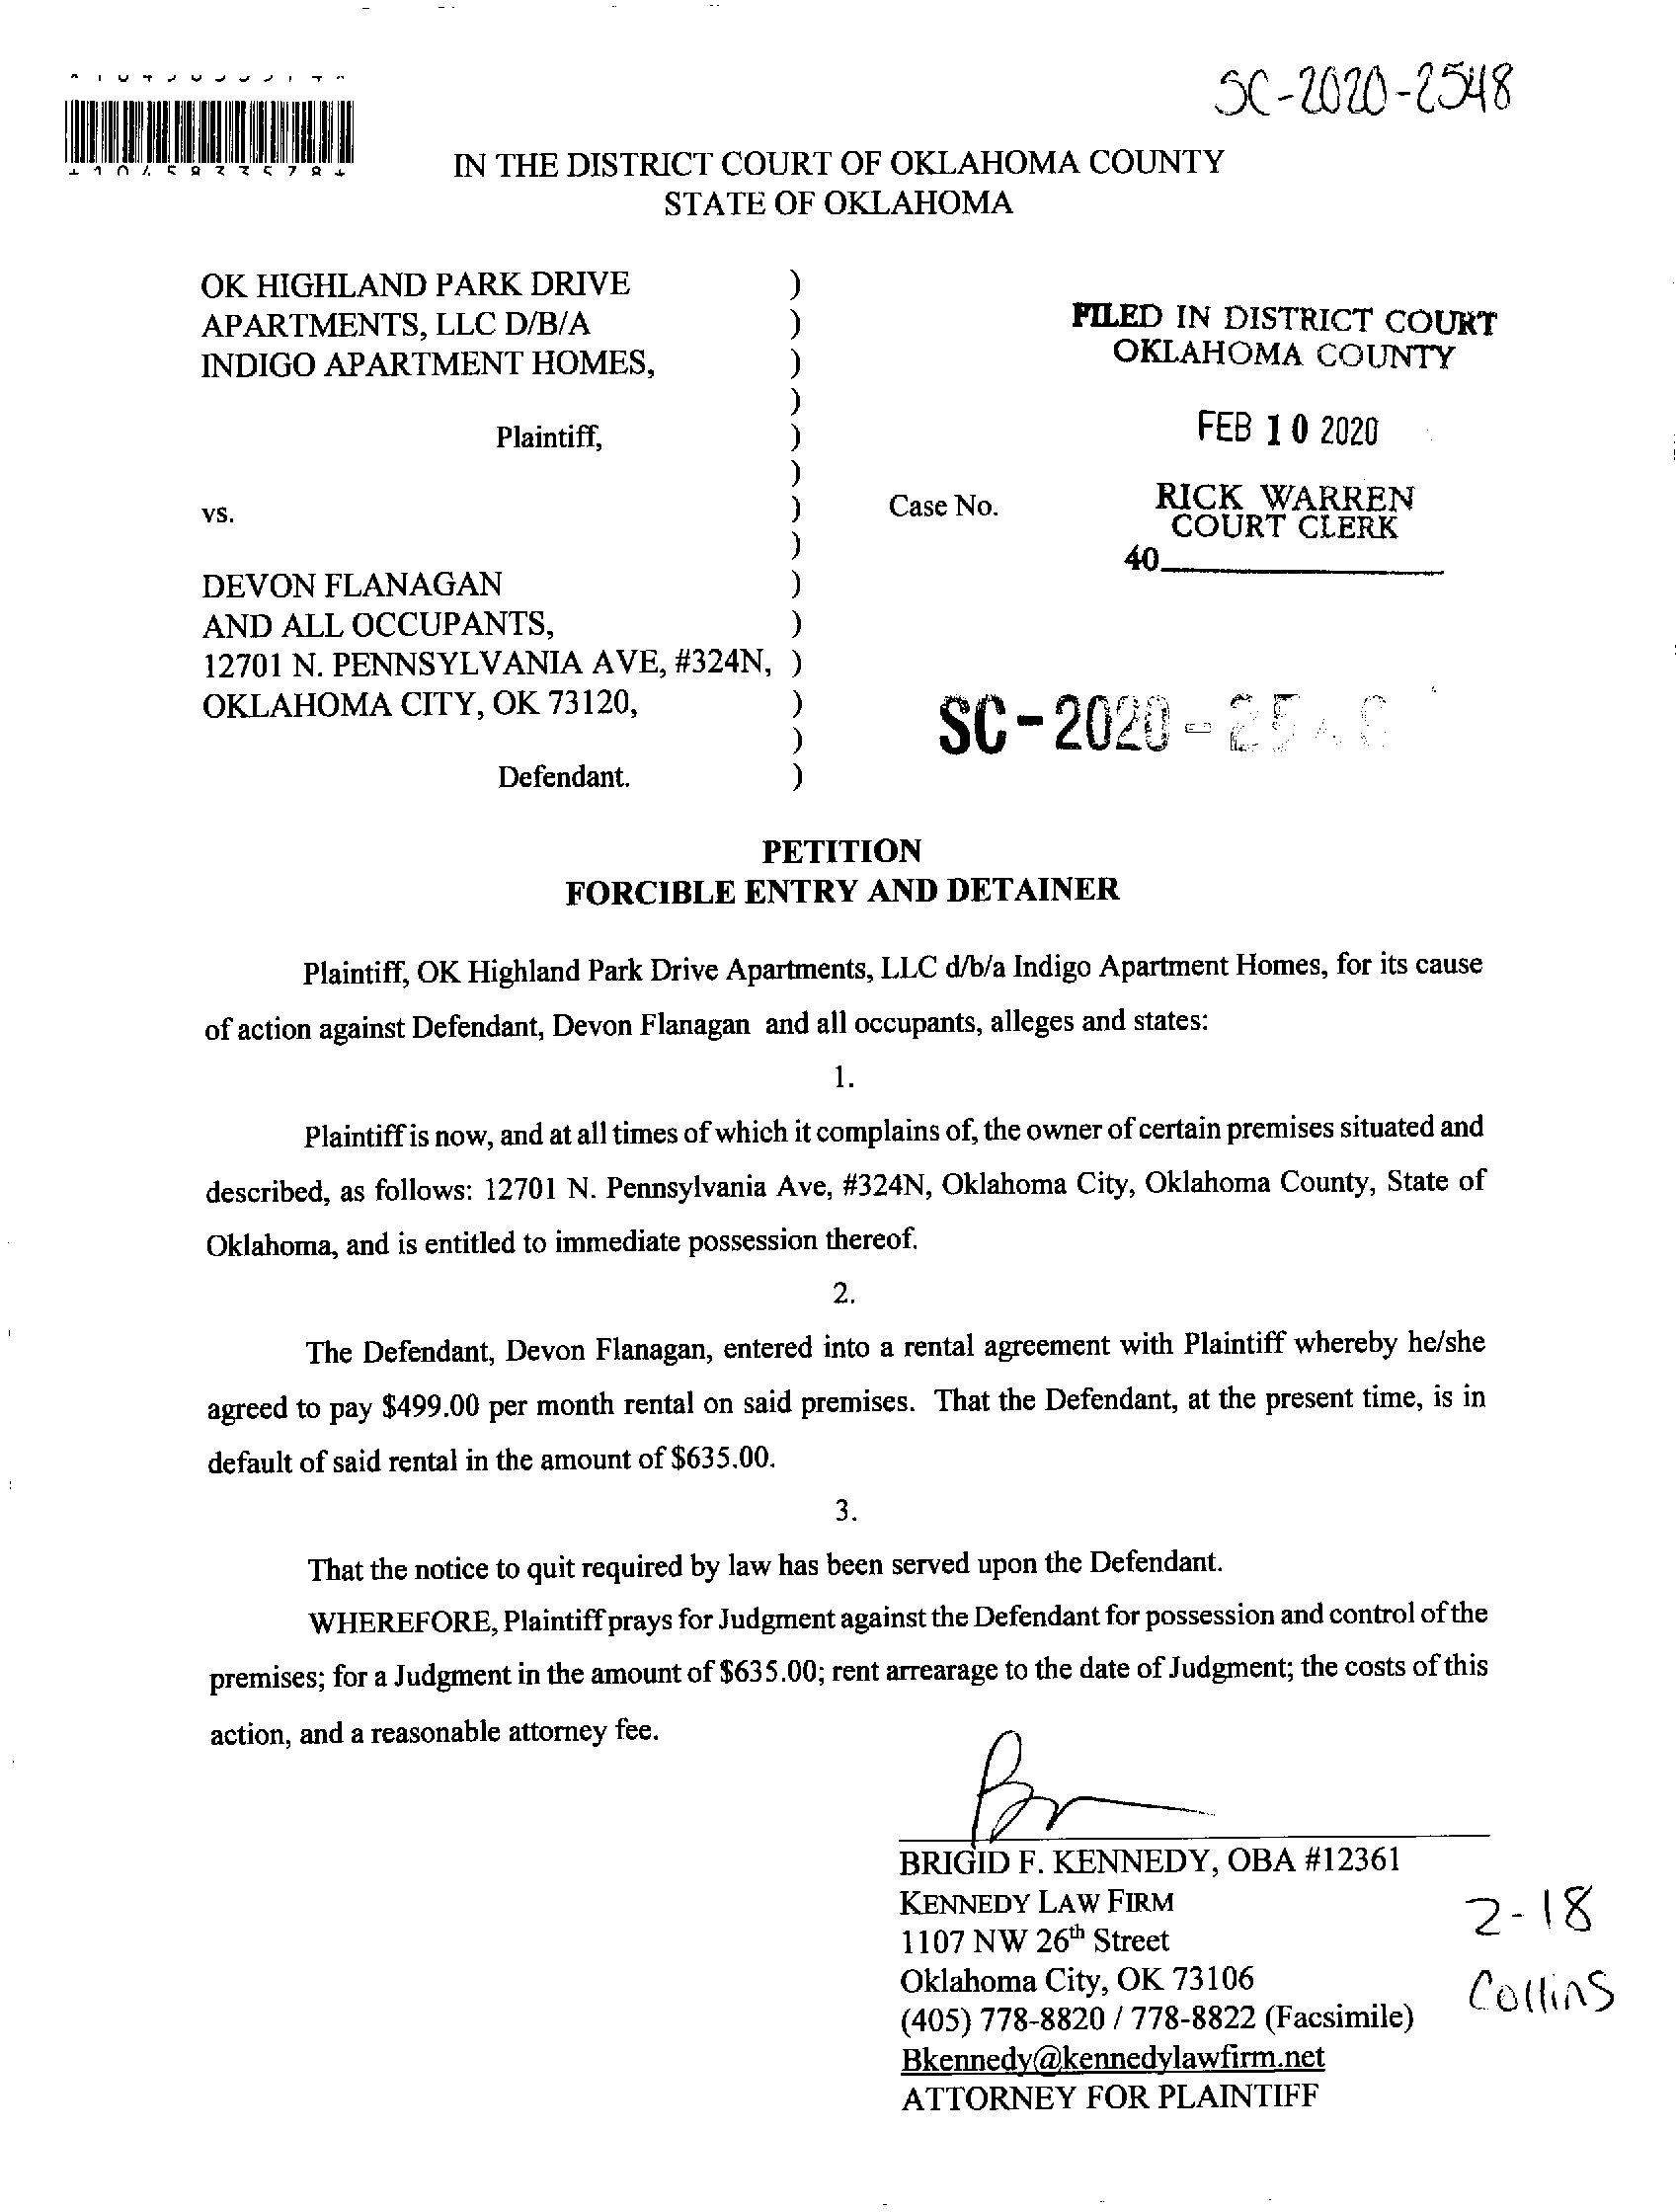 SC-2020-2548
IN THE DISTRICT COURT OF OKLAHOMA COUNTY
STATE OF OKLAHOMA
OK HIGHLAND PARK DRIVE )
APARTMENTS, LLC D/B/A )
INDIGO APARTMENT HOMES, )
)
Plaintiff, )
)
vs. )
)
DEVON FLANAGAN )
AND ALL OCCUPANTS, )
12701 N. PENNSYLVANIA AVE, #324N, )
OKLAHOMA CITY, OK 73120, )
)
Defendant. )
FILED IN DISTRICT COURT
OKLAHOMA COUNTY
FEB 10 2020
Case No.
RICK WARREN
COURT CLERK
40
SC-2020-
PETITION
FORCIBLE ENTRY AND DETAINER
Plaintiff, OK Highland Park Drive Apartments, LLC d/b/a Indigo Apartment Homes, for its cause
of action against Defendant, Devon Flanagan and all occupants, alleges and states:
1.
Plaintiff is now, and at all times of which it complains of, the owner of certain premises situated and
described, as follows: 12701 N. Pennsylvania Ave, #324N, Oklahoma City, Oklahoma County, State of
Oklahoma, and is entitled to immediate possession thereof.
2.
The Defendant, Devon Flanagan, entered into a rental agreement with Plaintiff whereby he/she
agreed to pay $499.00 per month rental on said premises. That the Defendant, at the present time, is in
default of said rental in the amount of $635.00.
3.
That the notice to quit required by law has been served upon the Defendant.
WHEREFORE, Plaintiff prays for Judgment against the Defendant for possession and control of the
premises; for a Judgment in the amount of $635.00; rent arrearage to the date of Judgment; the costs of this
action, and a reasonable attorney fee.
BRIGID F. KENNEDY, OBA #12361
KENNEDY LAW FIRM
1107 NW 26th Street
Oklahoma City, OK 73106
(405) 778-8820 / 778-8822 (Facsimile)
Bkennedy@kennedylawfirm.net
ATTORNEY FOR PLAINTIFF
2-18
Collins